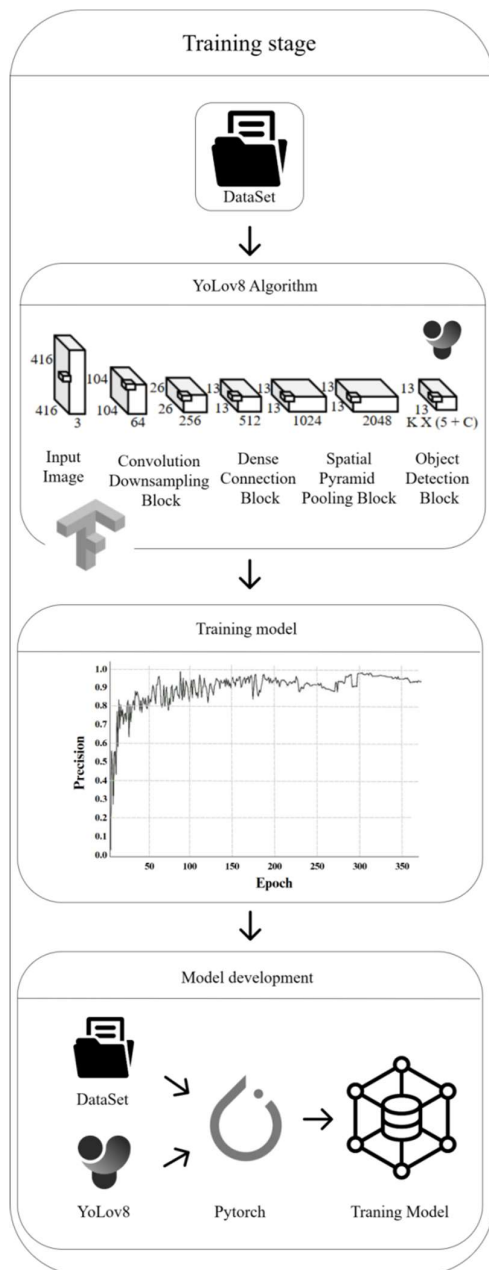 Training stage
DataSet
YoLov8 Algorithm
416
416
3
104
104
64
26
26
256
13
13
512
13
13
1024
13
13
2048
13
13
K X (5 + C)
Input
Image
Convolution
Downsampling
Block
Dense
Connection
Block
Spatial
Pyramid
Pooling Block
Object
Detection
Block
Training model
Precision
1.0
0.9
0.8
0.7
0.6
0.5
0.4
0.3
0.2
0.1
0.0
50
100
150
200
250
300
350
Epoch
Model development
DataSet
YoLov8
Pytorch
Traning Model